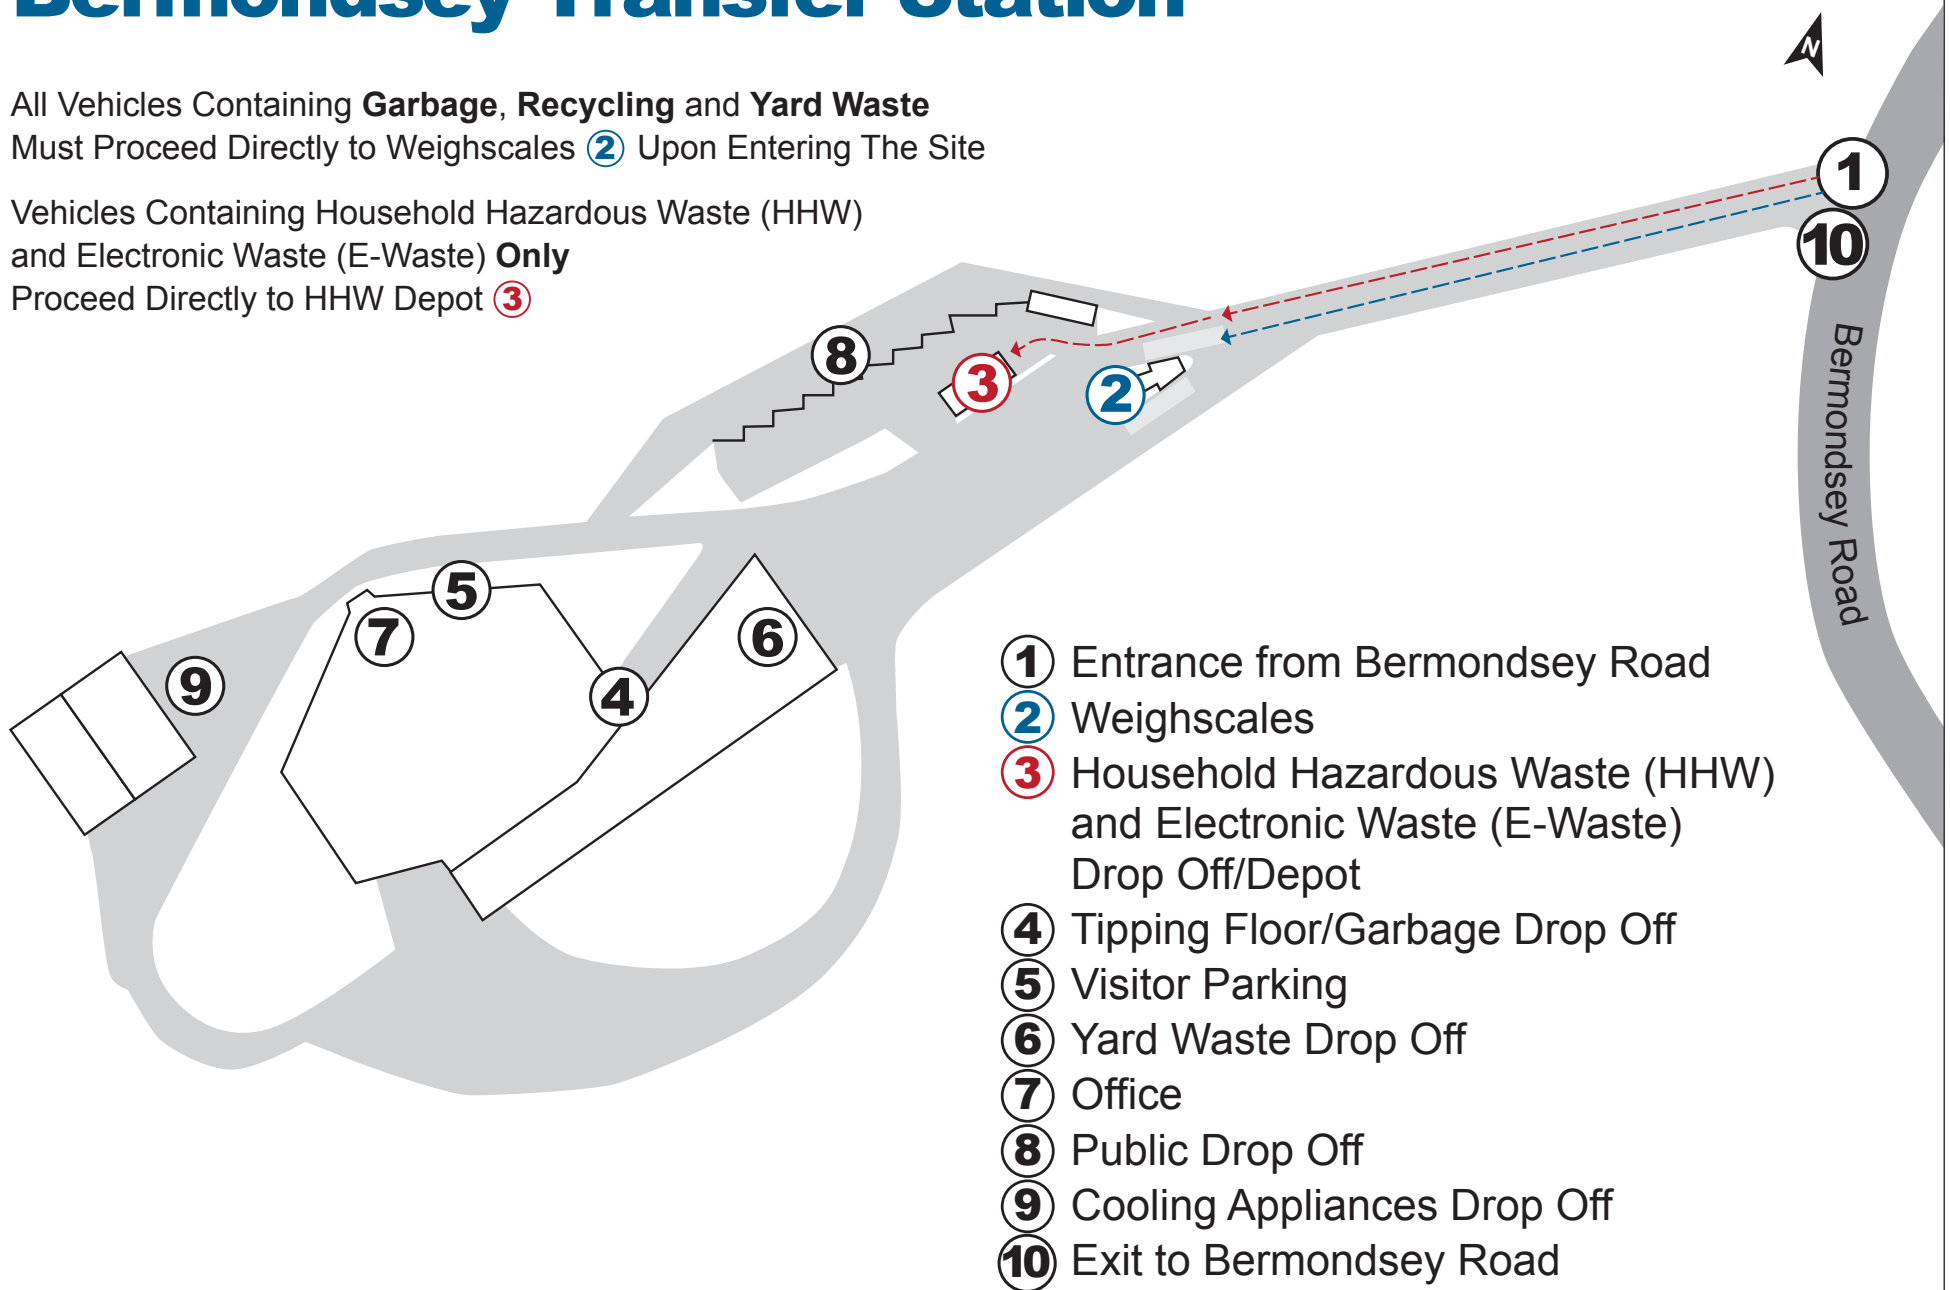 Bermondsey Transfer Station
N
All Vehicles Containing Garbage, Recycling and Yard Waste
Must Proceed Directly to Weighscales 2 Upon Entering The Site
Vehicles Containing Household Hazardous Waste (HHW)
and Electronic Waste (E-Waste) Only
Proceed Directly to HHW Depot 3
1
10
Bermondsey Road
8
3
2
5
7
6
9
4
1 Entrance from Bermondsey Road
2 Weighscales
3 Household Hazardous Waste (HHW)
and Electronic Waste (E-Waste)
Drop Off/Depot
4 Tipping Floor/Garbage Drop Off
5 Visitor Parking
6 Yard Waste Drop Off
7 Office
8 Public Drop Off
9 Cooling Appliances Drop Off
10 Exit to Bermondsey Road